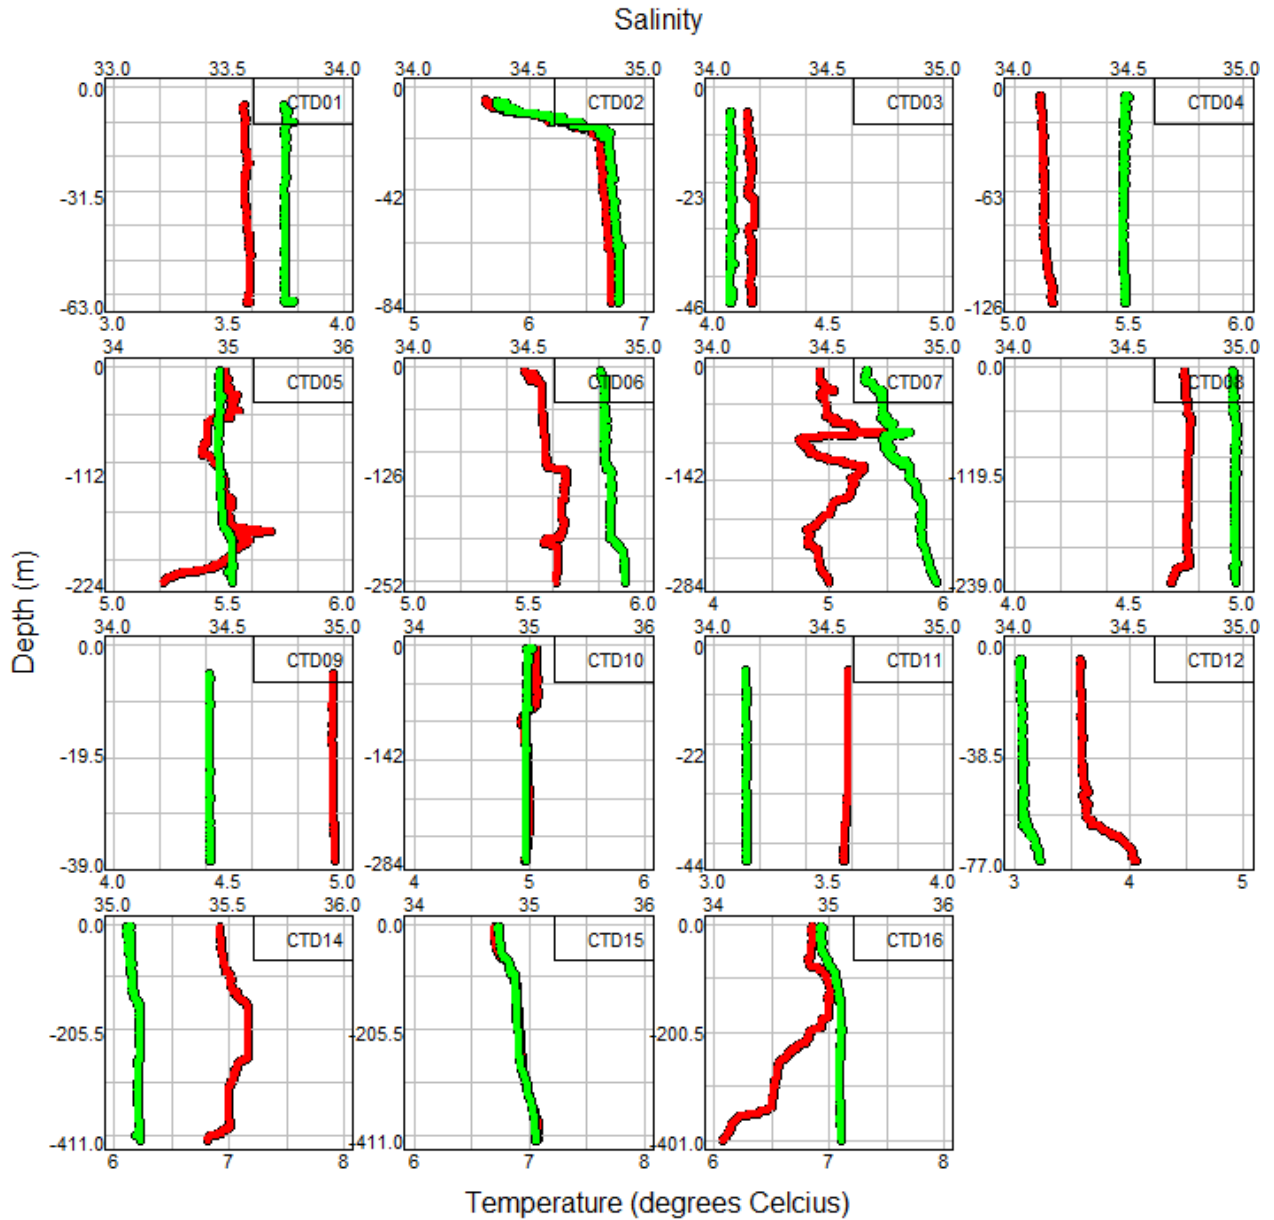 Salinity
33.0 33.5 34.0 34.0 34.5 35.0 34.0 34.5 35.0 34.0 34.5 35.0
0.0 CTD01 0 CTD02 0 CTD03 0 CTD04
-31.5 -42 -23 -63
-63.0 -84 -46 -126
3.0 3.5 4.0 5 6 7 4.0 4.5 5.0 5.0 5.5 6.0
34 35 36 34.0 34.5 35.0 34.0 34.5 35.0 34.0 34.5 35.0
0 CTD05 0 CTD06 0 CTD07 0.0 CTD08
-112 -126 -142 -119.5
-224 -252 -284 -239.0
5.0 5.5 6.0 5.0 5.5 6.0 4 5 6 4.0 4.5 5.0
34.0 34.5 35.0 34 35 36 34.0 34.5 35.0 34.0 34.5 35.0
0.0 CTD09 0 CTD10 0 CTD11 0.0 CTD12
-19.5 -142 -22 -38.5
-39.0 -284 -44 -77.0
4.0 4.5 5.0 4 5 6 3.0 3.5 4.0 3 4 5
35.0 35.5 36.0 34 35 36 34 35 36
0.0 CTD14 0.0 CTD15 0.0 CTD16
-205.5 -205.5 -200.5
-411.0 -411.0 -401.0
6 7 8 6 7 8 6 7 8
Depth (m)
Temperature (degrees Celcius)